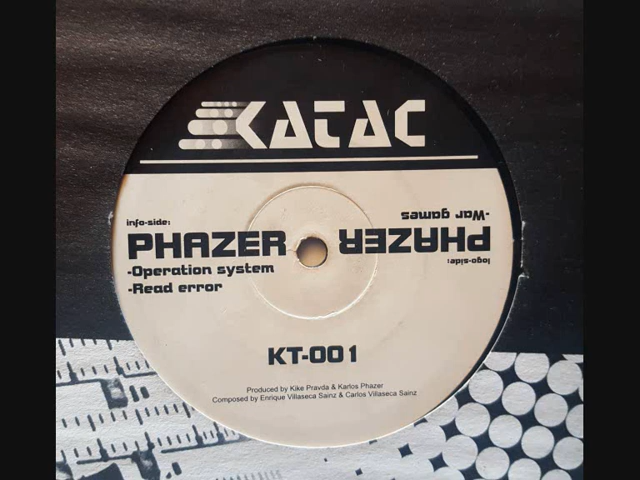 KATAC
info-side:
PHAZER
-Operation system
-Read error
logo-side:
PHAZER
-War games
KT-001
Produced by Kike Pravda & Karlos Phazer
Composed by Enrique Villaseca Sainz & Carlos Villaseca Sainz